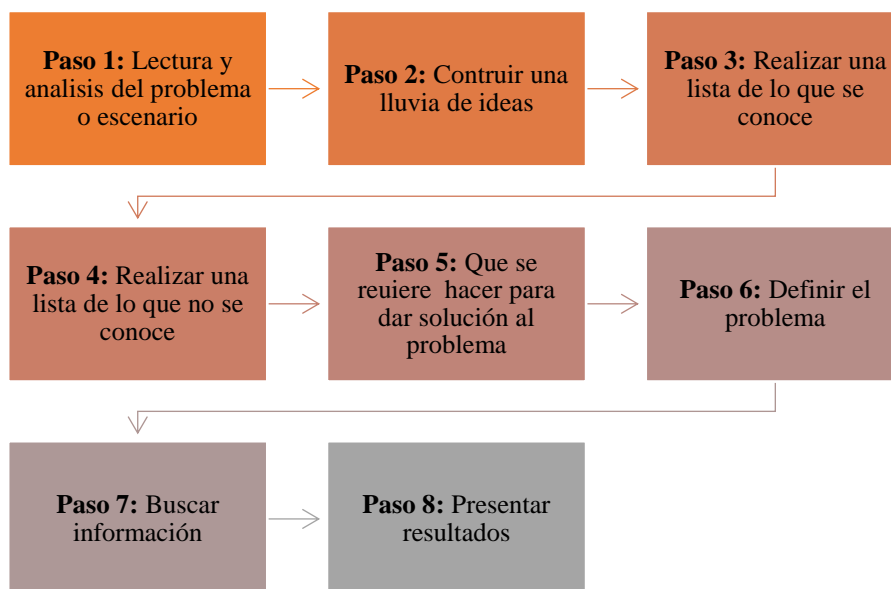 Paso 1: Lectura y
analisis del problema
o escenario
Paso 2: Contruir una
lluvia de ideas
Paso 3: Realizar una
lista de lo que se
conoce
Paso 4: Realizar una
lista de lo que no se
conoce
Paso 5: Que se
reuiere hacer para
dar solución al
problema
Paso 6: Definir el
problema
Paso 7: Buscar
información
Paso 8: Presentar
resultados